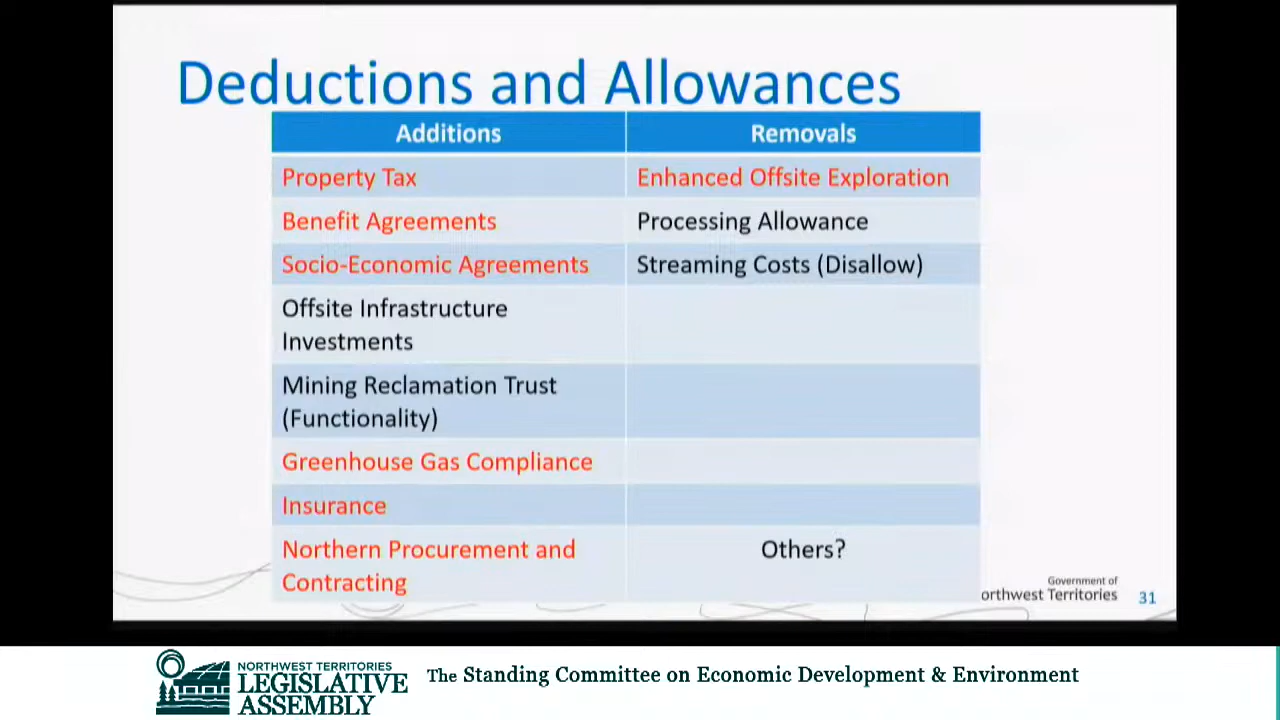 Deductions and Allowances
Additions
Removals
Property Tax
Enhanced Offsite Exploration
Benefit Agreements
Processing Allowance
Socio-Economic Agreements
Streaming Costs (Disallow)
Offsite Infrastructure
Investments
Mining Reclamation Trust
(Functionality)
Greenhouse Gas Compliance
Insurance
Northern Procurement and
Contracting
Others?
Government of
orthwest Territories
31
NORTHWEST TERRITORIES
LEGISLATIVE
ASSEMBLY
The Standing Committee on Economic Development & Environment